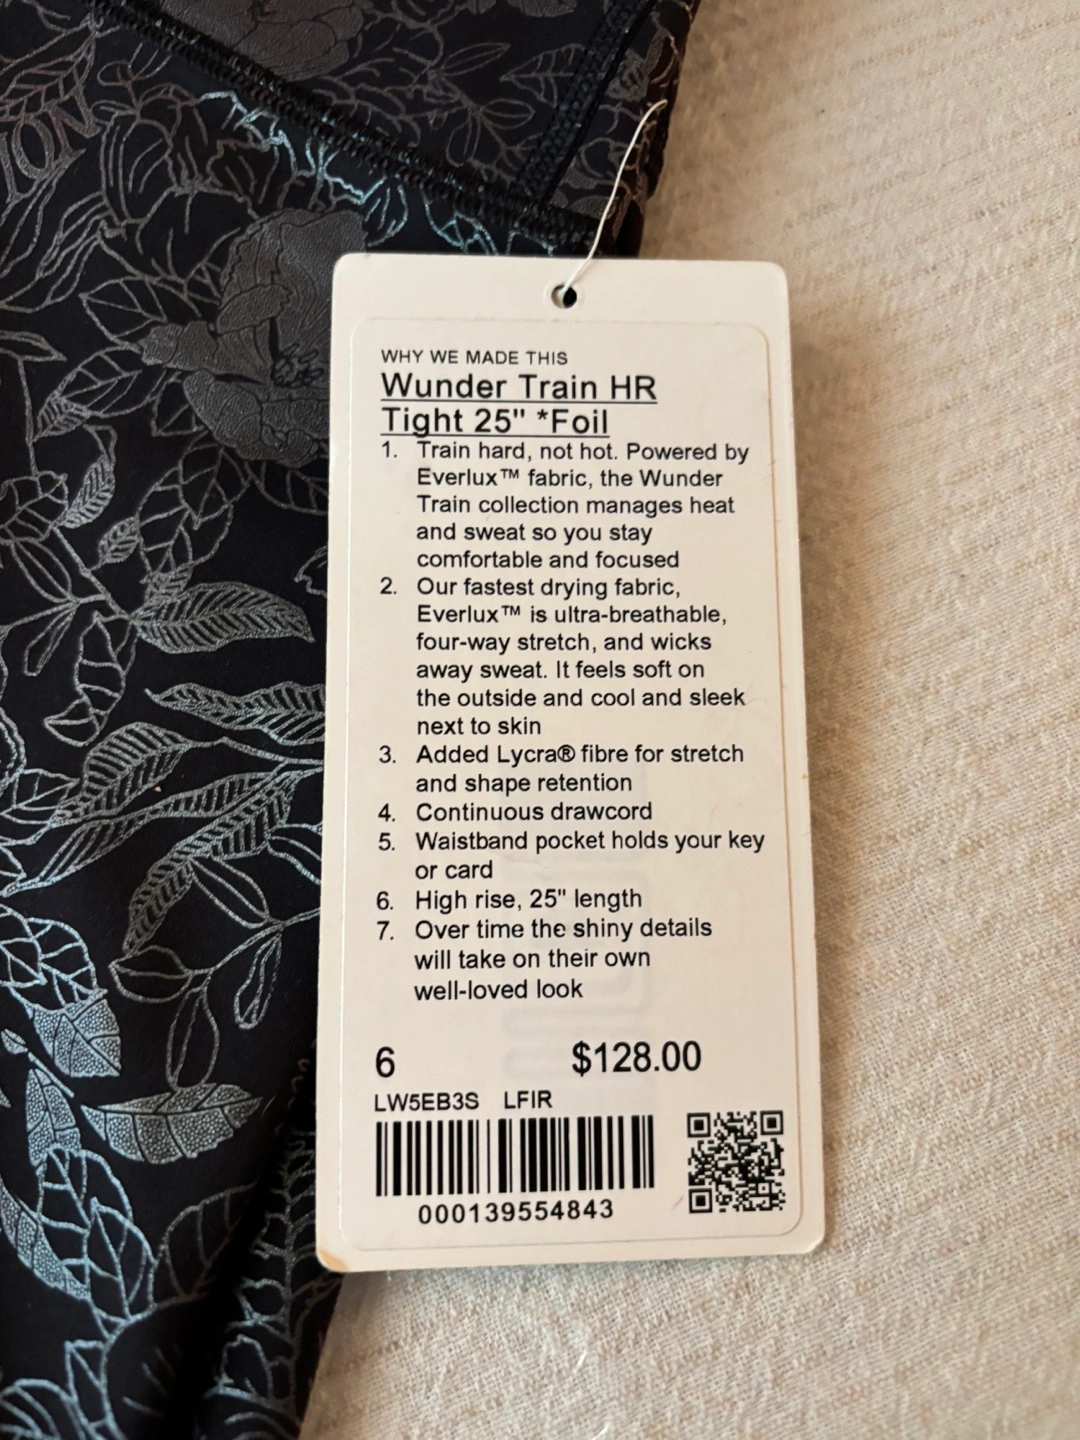 WHY WE MADE THIS
Wunder Train HR
Tight 25" *Foil
1. Train hard, not hot. Powered by
Everlux™ fabric, the Wunder
Train collection manages heat
and sweat so you stay
comfortable and focused
2. Our fastest drying fabric,
Everlux™ is ultra-breathable,
four-way stretch, and wicks
away sweat. It feels soft on
the outside and cool and sleek
next to skin
3. Added Lycra® fibre for stretch
and shape retention
4. Continuous drawcord
5. Waistband pocket holds your key
or card
6. High rise, 25" length
7. Over time the shiny details
will take on their own
well-loved look
6 $128.00
LW5EB3S LFIR
000139554843